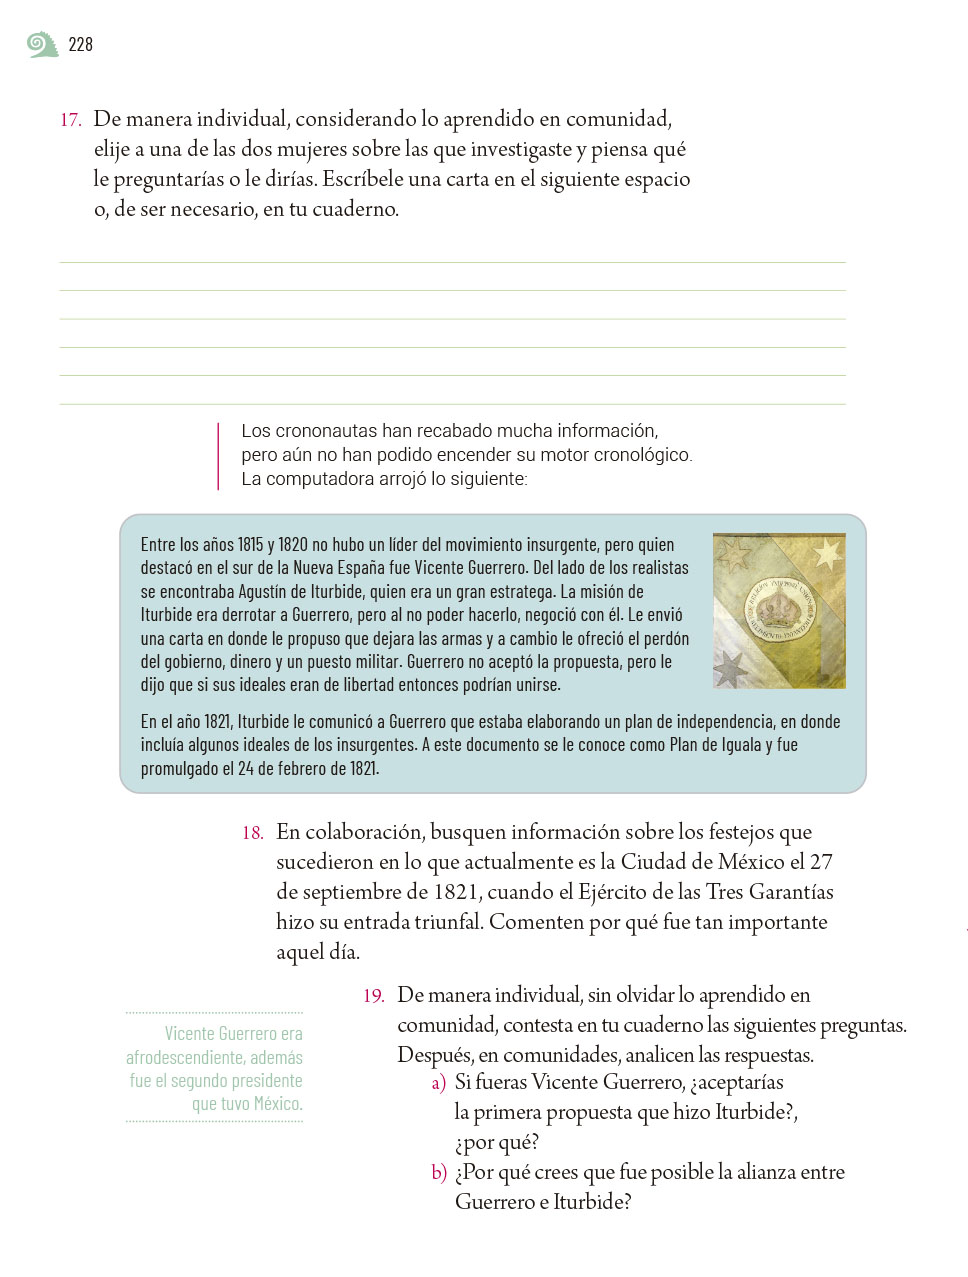 228
17. De manera individual, considerando lo aprendido en comunidad,
elije a una de las dos mujeres sobre las que investigaste y piensa qué
le preguntarías o le dirías. Escríbele una carta en el siguiente espacio
o, de ser necesario, en tu cuaderno.
Los crononautas han recabado mucha información,
pero aún no han podido encender su motor cronológico.
La computadora arrojó lo siguiente:
Entre los años 1815 y 1820 no hubo un líder del movimiento insurgente, pero quien
destacó en el sur de la Nueva España fue Vicente Guerrero. Del lado de los realistas
se encontraba Agustín de Iturbide, quien era un gran estratega. La misión de
Iturbide era derrotar a Guerrero, pero al no poder hacerlo, negoció con él. Le envió
una carta en donde le propuso que dejara las armas y a cambio le ofreció el perdón
del gobierno, dinero y un puesto militar. Guerrero no aceptó la propuesta, pero le
dijo que si sus ideales eran de libertad entonces podrían unirse.
En el año 1821, Iturbide le comunicó a Guerrero que estaba elaborando un plan de independencia, en donde
incluía algunos ideales de los insurgentes. A este documento se le conoce como Plan de Iguala y fue
promulgado el 24 de febrero de 1821.
18. En colaboración, busquen información sobre los festejos que
sucedieron en lo que actualmente es la Ciudad de México el 27
de septiembre de 1821, cuando el Ejército de las Tres Garantías
hizo su entrada triunfal. Comenten por qué fue tan importante
aquel día.
19. De manera individual, sin olvidar lo aprendido en
comunidad, contesta en tu cuaderno las siguientes preguntas.
Después, en comunidades, analicen las respuestas.
a) Si fueras Vicente Guerrero, ¿aceptarías
la primera propuesta que hizo Iturbide?,
¿por qué?
b) ¿Por qué crees que fue posible la alianza entre
Guerrero e Iturbide?
Vicente Guerrero era
afrodescendiente, además
fue el segundo presidente
que tuvo México.